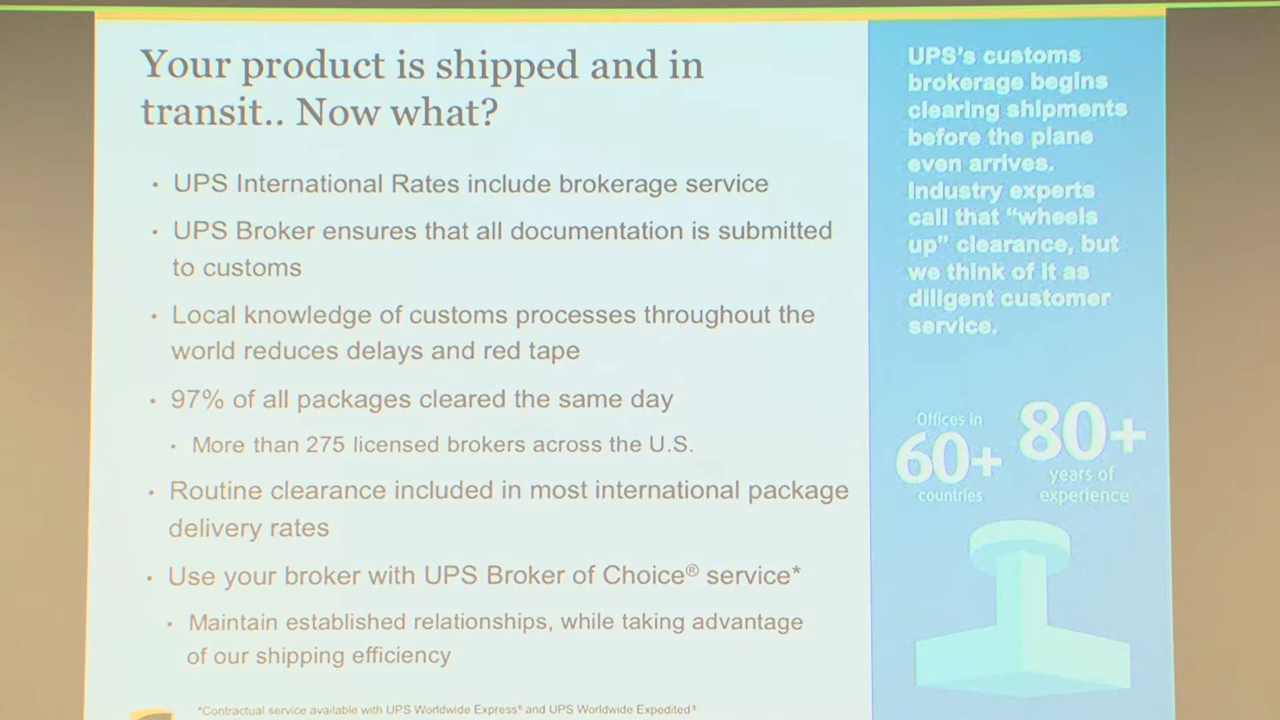 Your product is shipped and in
transit.. Now what?
• UPS International Rates include brokerage service
• UPS Broker ensures that all documentation is submitted
to customs
• Local knowledge of customs processes throughout the
world reduces delays and red tape
• 97% of all packages cleared the same day
• More than 275 licensed brokers across the U.S.
• Routine clearance included in most international package
delivery rates
• Use your broker with UPS Broker of Choice® service*
• Maintain established relationships, while taking advantage
of our shipping efficiency
*Contractual service available with UPS Worldwide Express® and UPS Worldwide Expedited®
UPS's customs
brokerage begins
clearing shipments
before the plane
even arrives.
Industry experts
call that “wheels
up” clearance, but
we think of it as
diligent customer
service.
Offices in
60+
countries
80+
years of
experience